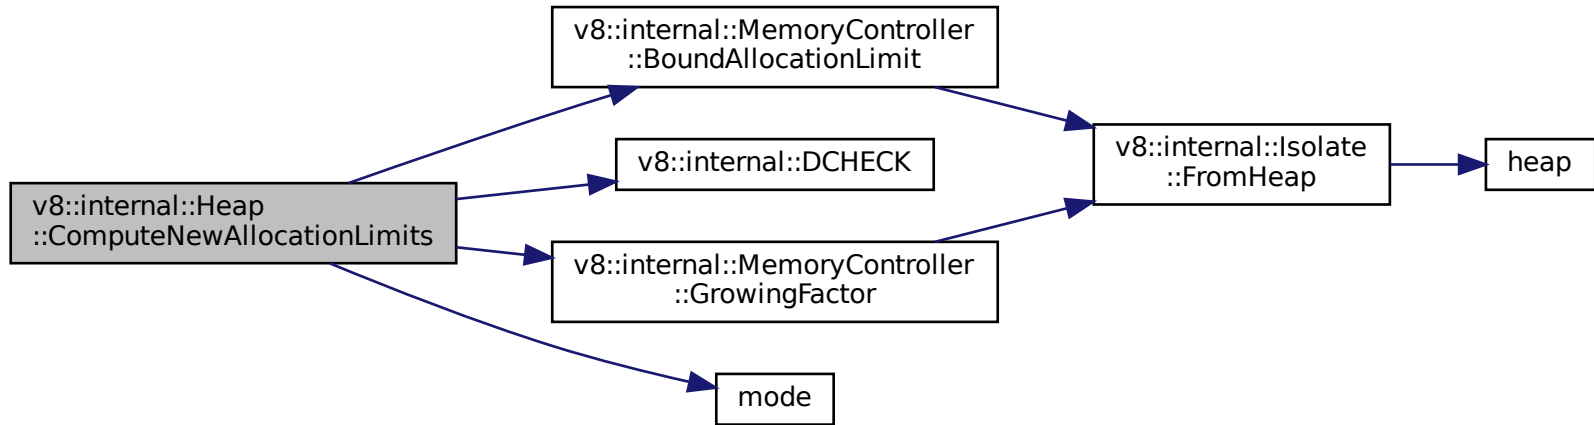 v8::internal::Heap
::ComputeNewAllocationLimits
v8::internal::MemoryController
::BoundAllocationLimit
v8::internal::DCHECK
v8::internal::MemoryController
::GrowingFactor
mode
v8::internal::Isolate
::FromHeap
heap